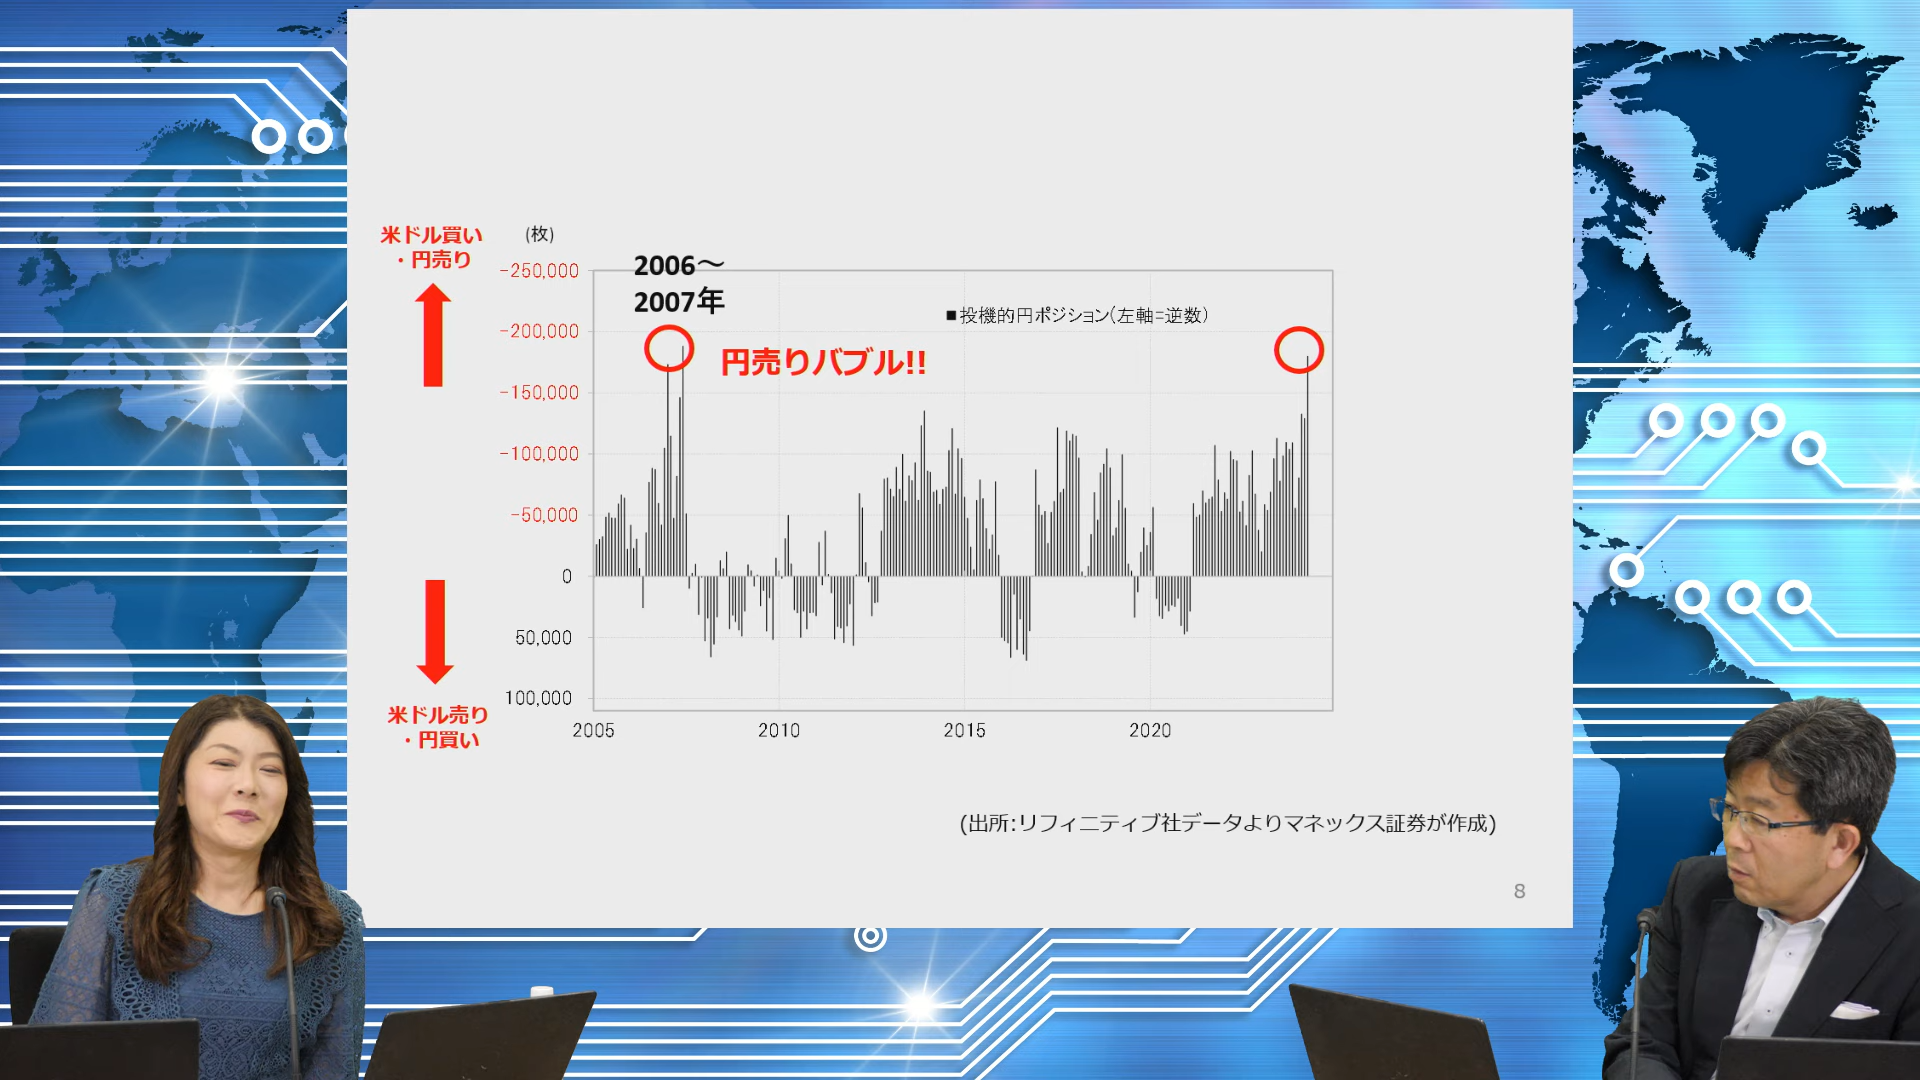 米ドル買い
・円売り
(枚)
2006～
2007年
-250,000
-200,000
-150,000
-100,000
-50,000
0
50,000
100,000
■投機的円ポジション(左軸=逆数)
円売りバブル!!
米ドル売り
・円買い
2005
2010
2015
2020
(出所:リフィニティブ社データよりマネックス証券が作成)
8